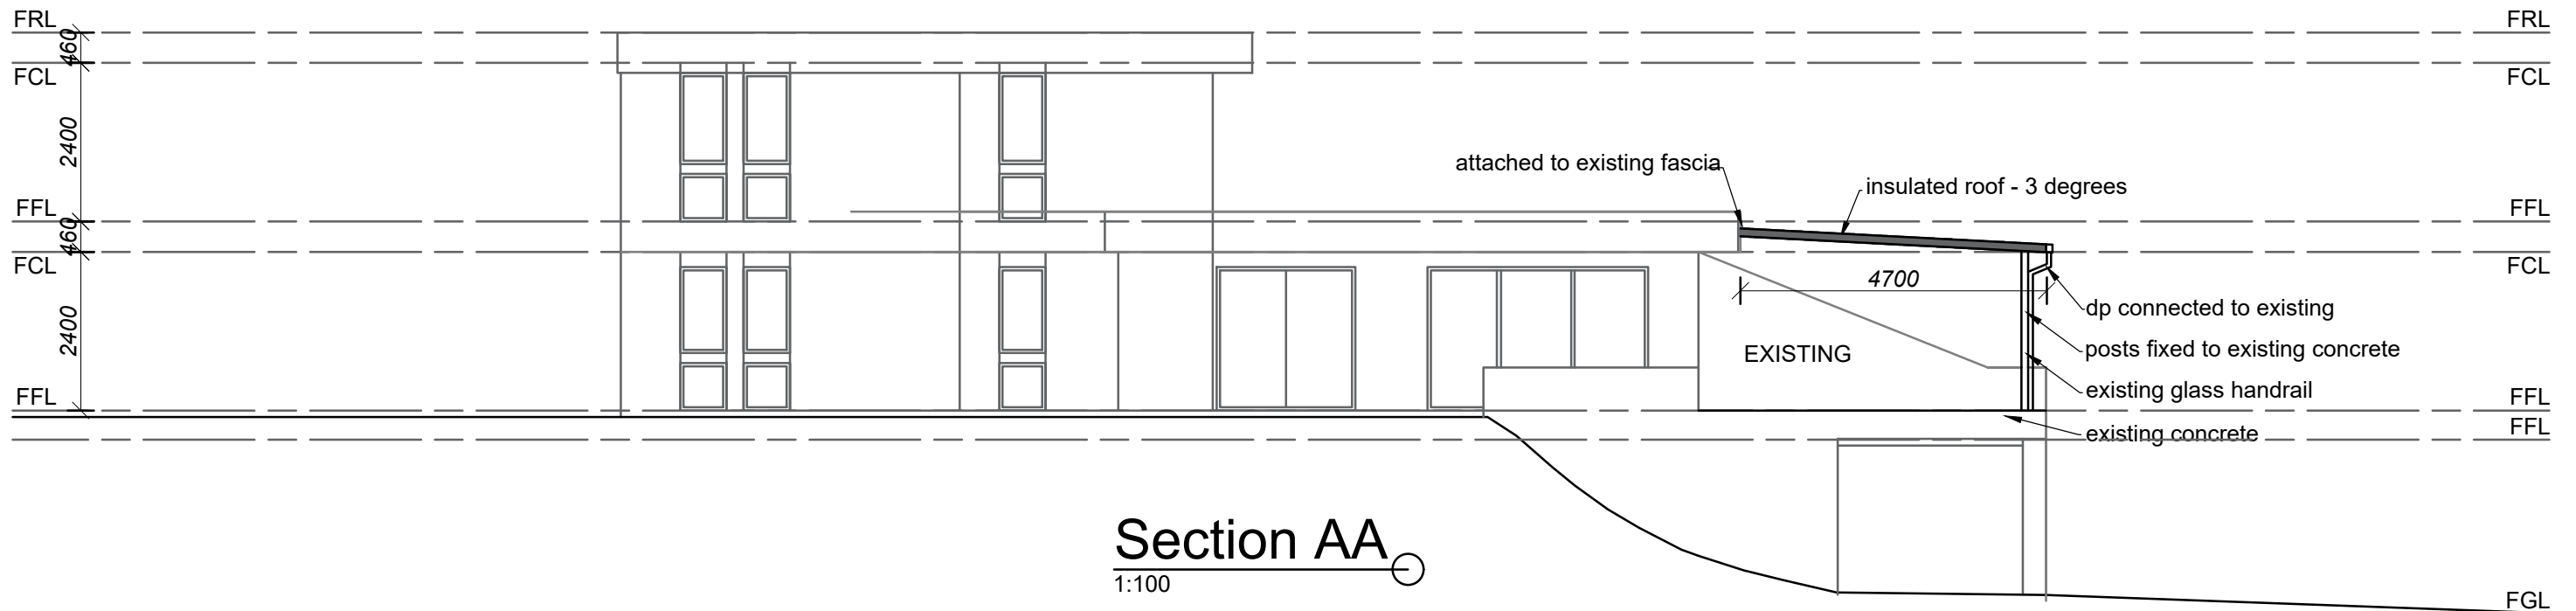 FRL
FRL
460
FCL
FCL
2400
attached to existing fascia
insulated roof - 3 degrees
FFL
FFL
460
FCL
FCL
4700
dp connected to existing
2400
posts fixed to existing concrete
EXISTING
existing glass handrail
FFL
FFL
FFL
existing concrete
Section AA
1:100
FGL